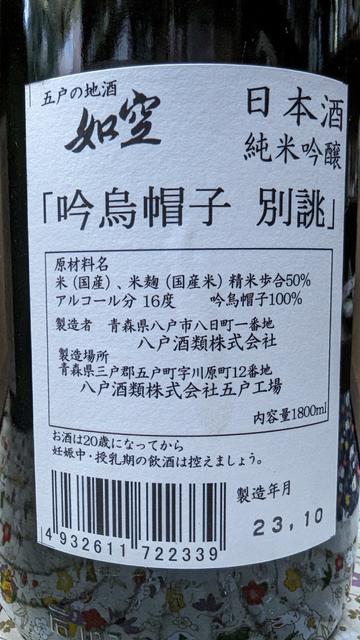 五戸の地酒
如空
日本酒
純米吟醸
「吟烏帽子 別誂」
原材料名
米（国産）、米麹（国産米）精米歩合50%
アルコール分 16度 吟烏帽子100%
製造者 青森県八戸市八日町一番地
八戸酒類株式会社
製造場所
青森県三戸郡五戸町字川原町12番地
八戸酒類株式会社五戸工場
内容量1800ml
お酒は20歳になってから
妊娠中・授乳期の飲酒は控えましょう。
製造年月
23,10
4 932611 722339